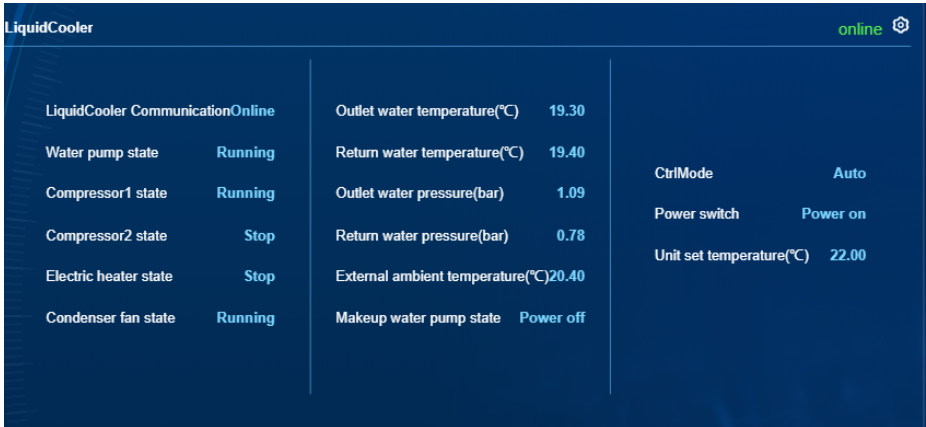 LiquidCooler
online
LiquidCooler Communication Online
Water pump state Running
Compressor1 state Running
Compressor2 state Stop
Electric heater state Stop
Condenser fan state Running
Outlet water temperature(℃) 19.30
Return water temperature(℃) 19.40
Outlet water pressure(bar) 1.09
Return water pressure(bar) 0.78
External ambient temperature(℃) 20.40
Makeup water pump state Power off
CtrlMode Auto
Power switch Power on
Unit set temperature(℃) 22.00